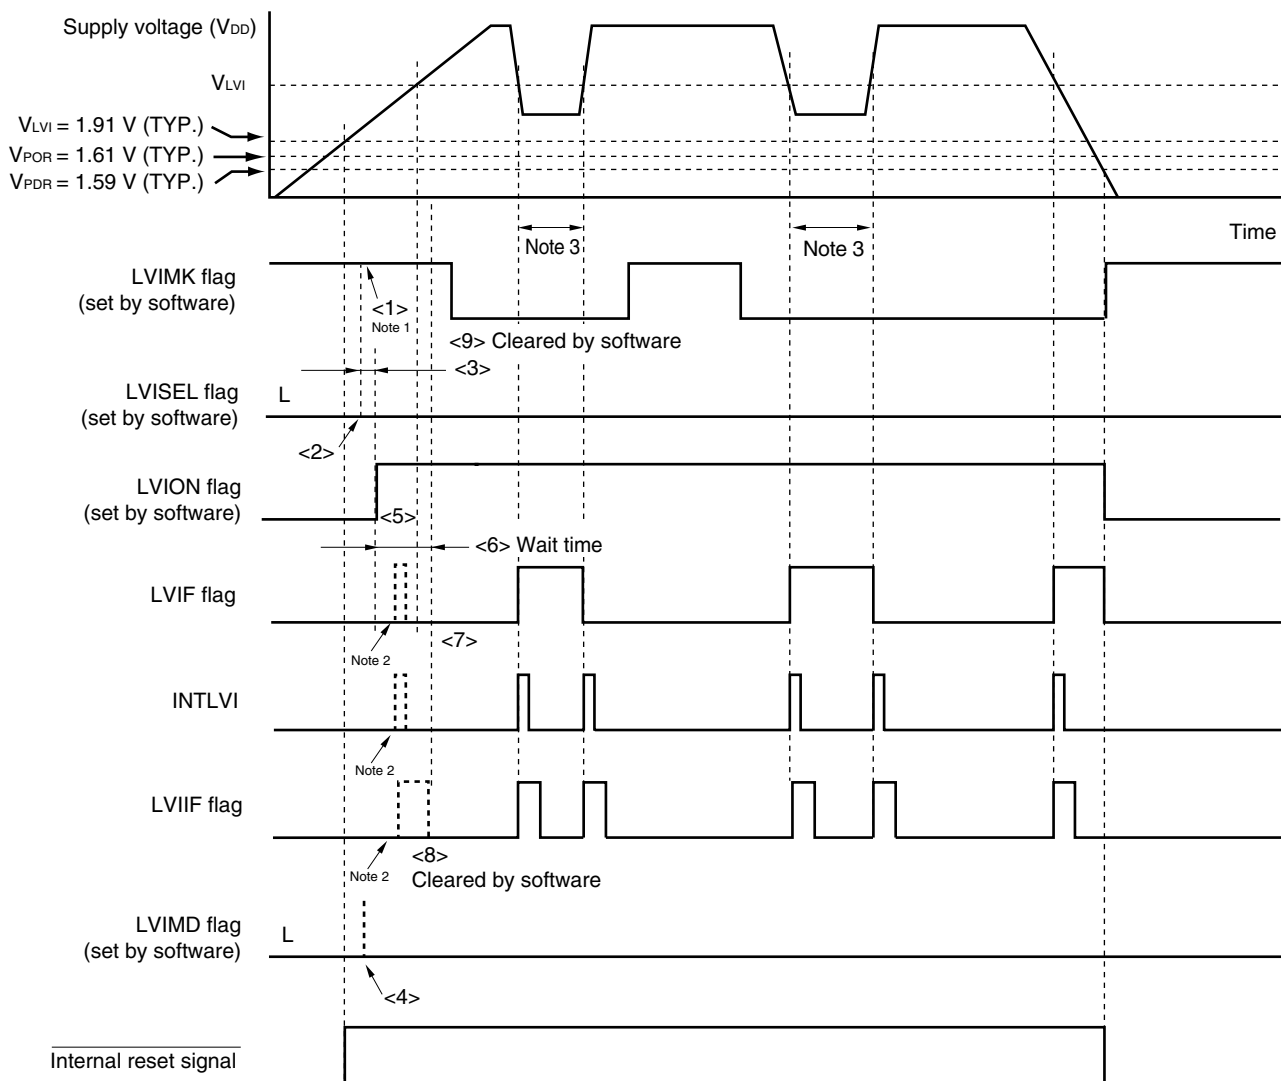 Supply voltage (VDD)
VLVI
VLVI = 1.91 V (TYP.)
VPOR = 1.61 V (TYP.)
VPDR = 1.59 V (TYP.)
Time
Note 3
Note 3
LVIMK flag
(set by software)
<1>
Note 1
<9> Cleared by software
<3>
LVISEL flag
(set by software)
L
<2>
LVION flag
(set by software)
<5>
<6> Wait time
LVIF flag
Note 2
<7>
INTLVI
Note 2
LVIIF flag
Note 2
<8>
Cleared by software
LVIMD flag
(set by software)
L
<4>
Internal reset signal